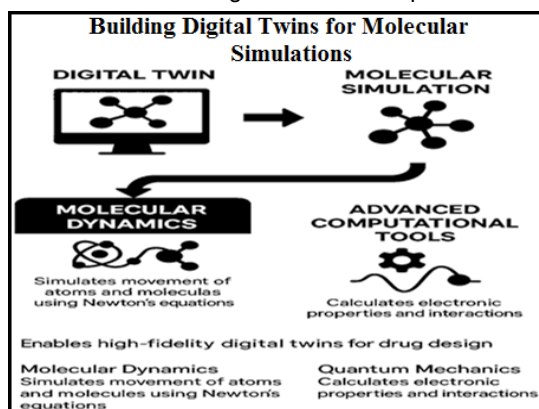 Building Digital Twins for Molecular
Simulations
DIGITAL TWIN
MOLECULAR
SIMULATION
MOLECULAR
DYNAMICS
Simulates movement of
atoms and moleculas
using Newton's equations
ADVANCED
COMPUTATIONAL
TOOLS
Calculates electronic
properties and interactions
Enables high-fidelity digital twins for drug design
Molecular Dynamics
Simulates movement of atoms
and molecules using Newton's
equations
Quantum Mechanics
Calculates electronic
properties and interactions